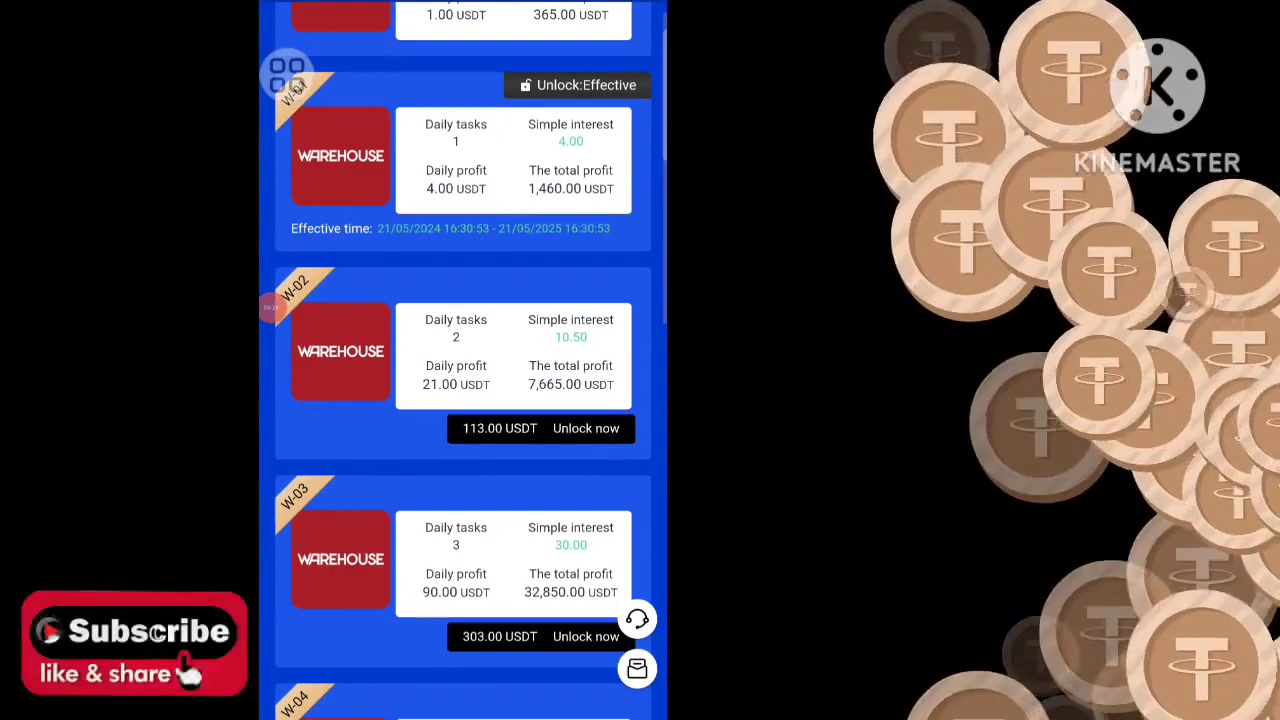 1.00 USDT 365.00 USDT
W-01
Unlock:Effective
WAREHOUSE
Daily tasks Simple interest
1 4.00
Daily profit The total profit
4.00 USDT 1,460.00 USDT
Effective time: 21/05/2024 16:30:53 - 21/05/2025 16:30:53
W-02
WAREHOUSE
Daily tasks Simple interest
2 10.50
Daily profit The total profit
21.00 USDT 7,665.00 USDT
113.00 USDT Unlock now
W-03
WAREHOUSE
Daily tasks Simple interest
3 30.00
Daily profit The total profit
90.00 USDT 32,850.00 USDT
303.00 USDT Unlock now
W-04
KINEMASTER
Subscribe
like & share